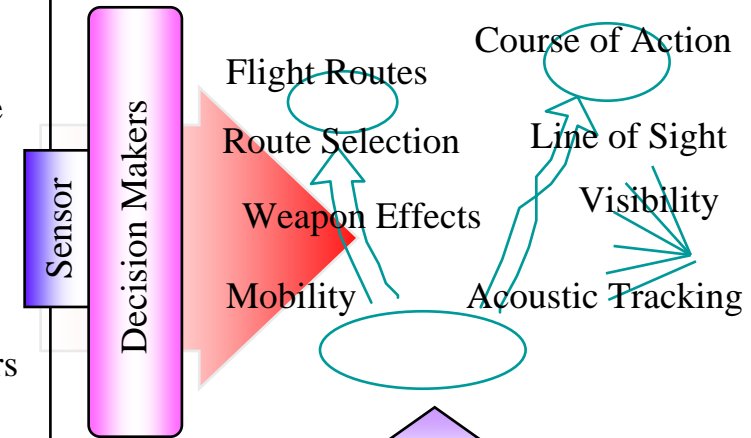 Sensor
Decision Makers
Flight Routes
Route Selection
Weapon Effects
Mobility
Course of Action
Line of Sight
Visibility
Acoustic Tracking